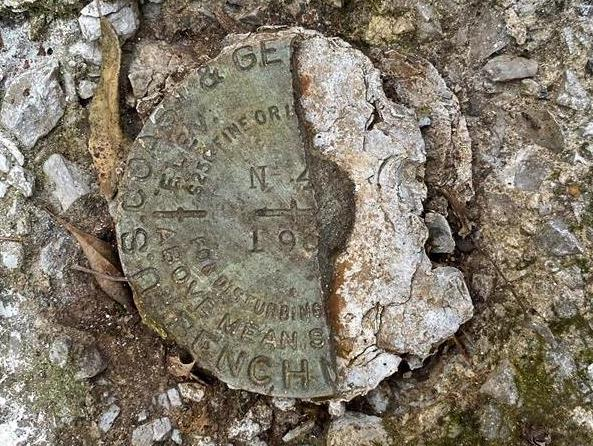 U.S. COAST & GE
BENCH M
ELEV.
$250 FINE OR I
N-4
19
FOR DISTURBING
ABOVE MEAN S